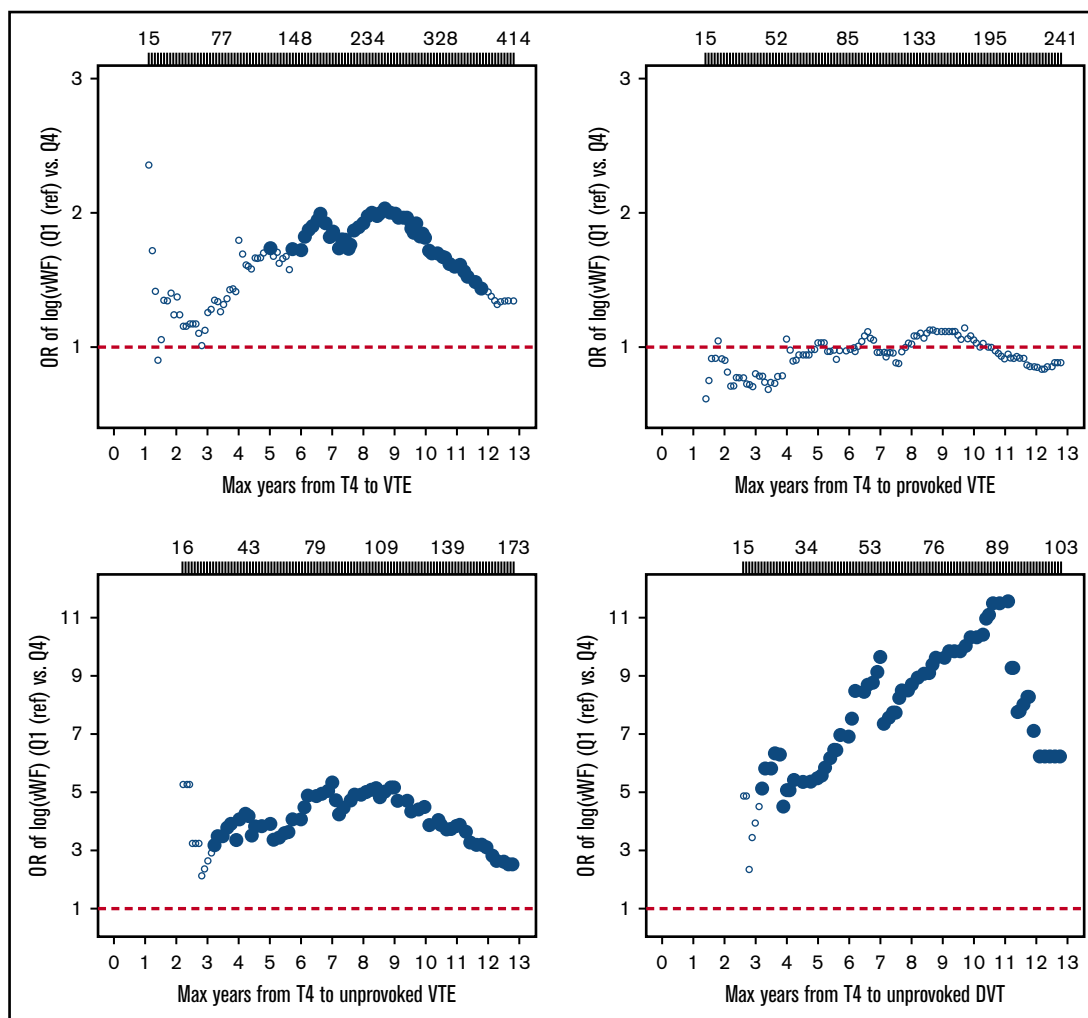 15 77 148 234 328 414
3
2
1
OR of log(vWF) (Q1 (ref) vs. Q4)
0 1 2 3 4 5 6 7 8 9 10 11 12 13
Max years from T4 to VTE
15 52 85 133 195 241
3
2
1
OR of log(vWF) (Q1 (ref) vs. Q4)
0 1 2 3 4 5 6 7 8 9 10 11 12 13
Max years from T4 to provoked VTE
16 43 79 109 139 173
11
9
7
5
3
1
OR of log(vWF) (Q1 (ref) vs. Q4)
0 1 2 3 4 5 6 7 8 9 10 11 12 13
Max years from T4 to unprovoked VTE
15 34 53 76 89 103
11
9
7
5
3
1
OR of log(vWF) (Q1 (ref) vs. Q4)
0 1 2 3 4 5 6 7 8 9 10 11 12 13
Max years from T4 to unprovoked DVT